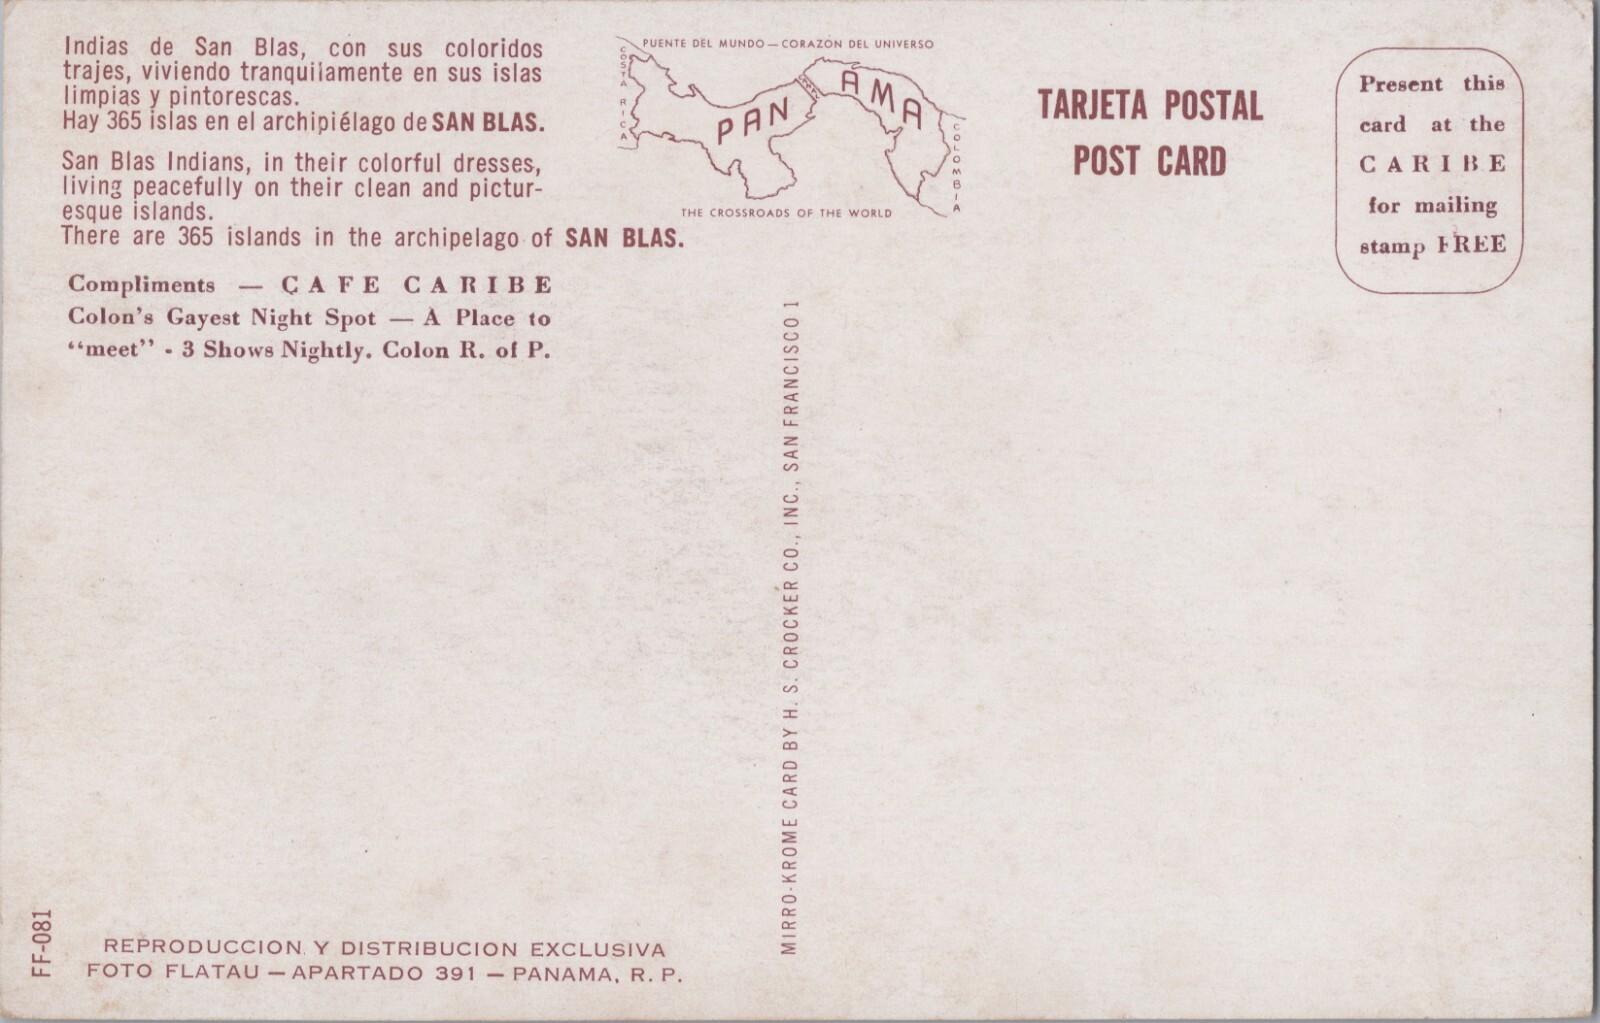 Indias de San Blas, con sus coloridos
trajes, viviendo tranquilamente en sus islas
limpias y pintorescas.
Hay 365 islas en el archipiélago de SAN BLAS.
San Blas Indians, in their colorful dresses,
living peacefully on their clean and pictur-
esque islands.
There are 365 islands in the archipelago of SAN BLAS.
Compliments — CAFE CARIBE
Colon's Gayest Night Spot — A Place to
"meet" - 3 Shows Nightly. Colon R. of P.
PUENTE DEL MUNDO — CORAZON DEL UNIVERSO
COSTA RICA
PANAMA
COLOMBIA
THE CROSSROADS OF THE WORLD
TARJETA POSTAL
POST CARD
Present this
card at the
CARIBE
for mailing
stamp FREE
MIRRO-KROME CARD BY H. S. CROCKER CO., INC., SAN FRANCISCO 1
FF-081
REPRODUCCION Y DISTRIBUCION EXCLUSIVA
FOTO FLATAU — APARTADO 391 — PANAMA, R. P.